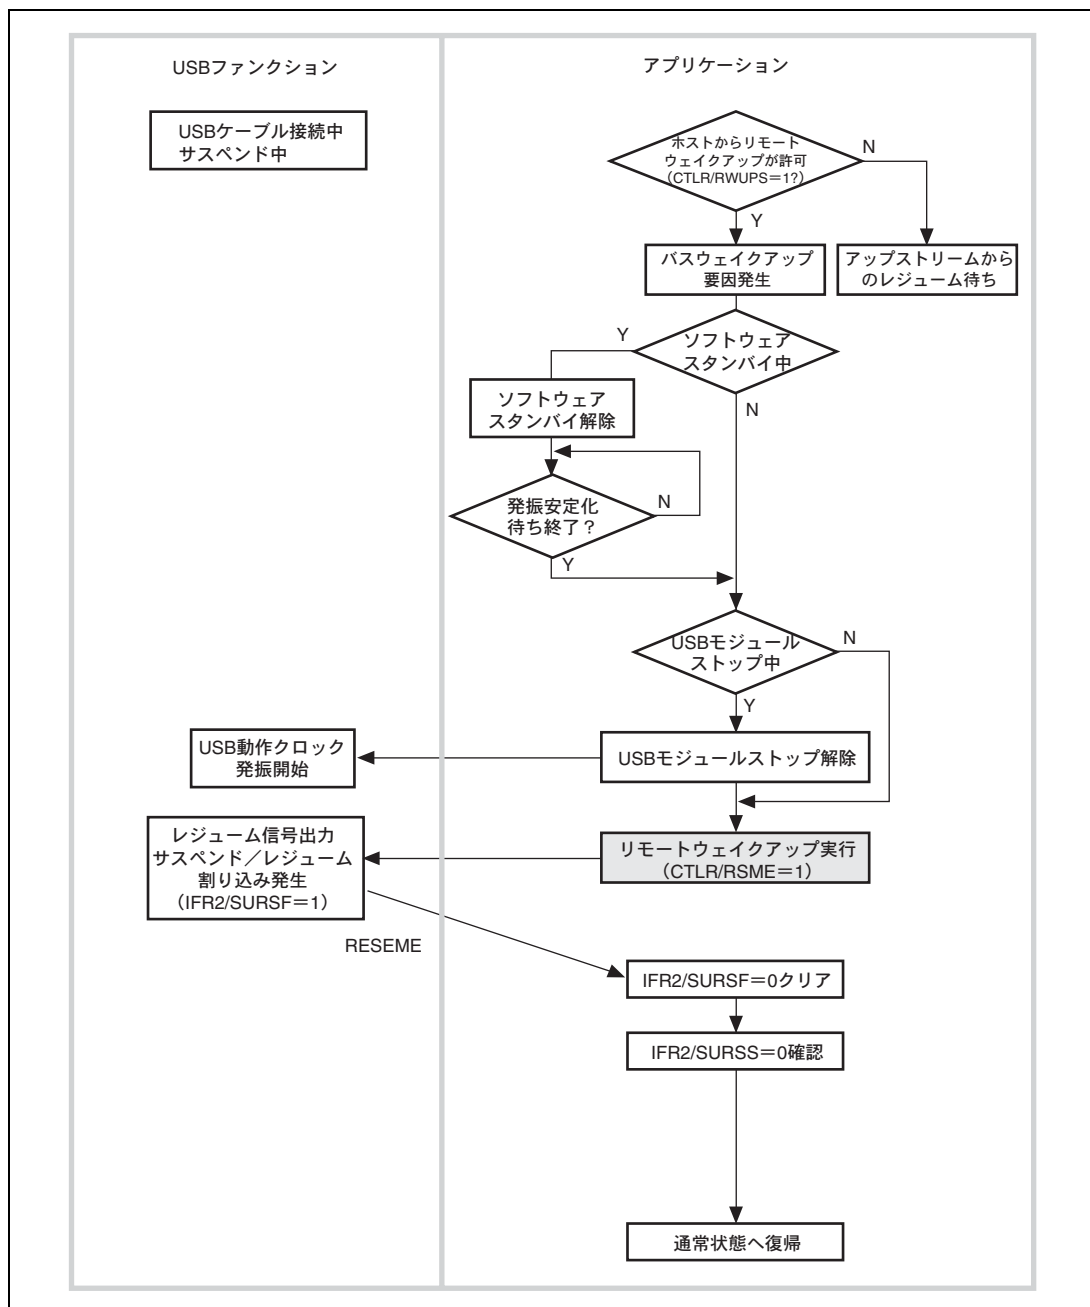 USBファンクション
アプリケーション
USBケーブル接続中
サスペンド中
ホストからリモート
ウェイクアップが許可
(CTLR/RWUPS=1?)
N
Y
バスウェイクアップ
要因発生
アップストリームから
のレジューム待ち
ソフトウェア
スタンバイ中
Y
N
ソフトウェア
スタンバイ解除
発振安定化
待ち終了?
N
Y
USBモジュール
ストップ中
N
Y
USB動作クロック
発振開始
USBモジュールストップ解除
レジューム信号出力
サスペンド/レジューム
割り込み発生
(IFR2/SURSF=1)
リモートウェイクアップ実行
(CTLR/RSME=1)
RESEME
IFR2/SURSF=0クリア
IFR2/SURSS=0確認
通常状態へ復帰